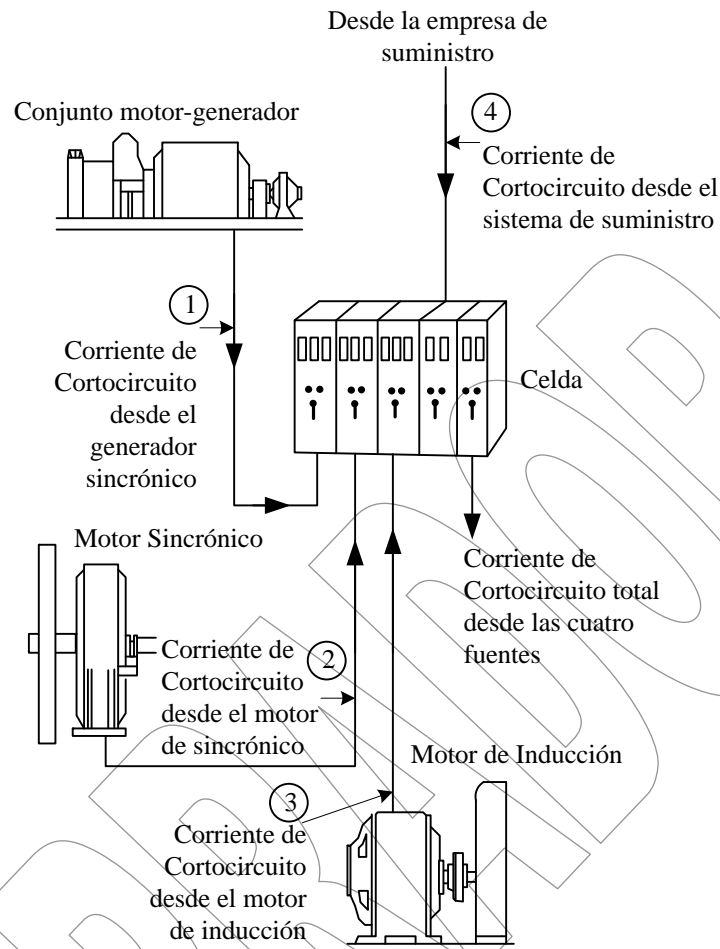 Desde la empresa de
suministro
Conjunto motor-generador
4
Corriente de
Cortocircuito desde el
sistema de suministro
1
Corriente de
Cortocircuito
desde el
generador
sincrónico
Celda
Motor Sincrónico
Corriente de
Cortocircuito total
desde las cuatro
fuentes
2
Corriente de
Cortocircuito
desde el motor
de sincrónico
Motor de Inducción
3
Corriente de
Cortocircuito
desde el motor
de inducción